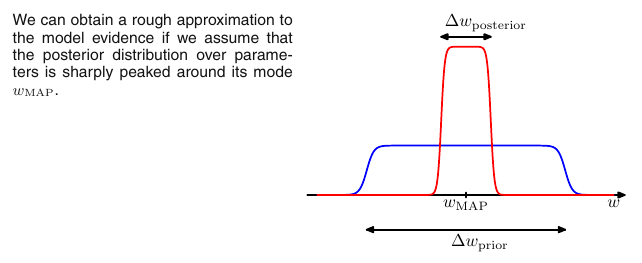 We can obtain a rough approximation to
the model evidence if we assume that
the posterior distribution over parame-
ters is sharply peaked around its mode
wMAP.
Δwposterior
wMAP
w
Δwprior